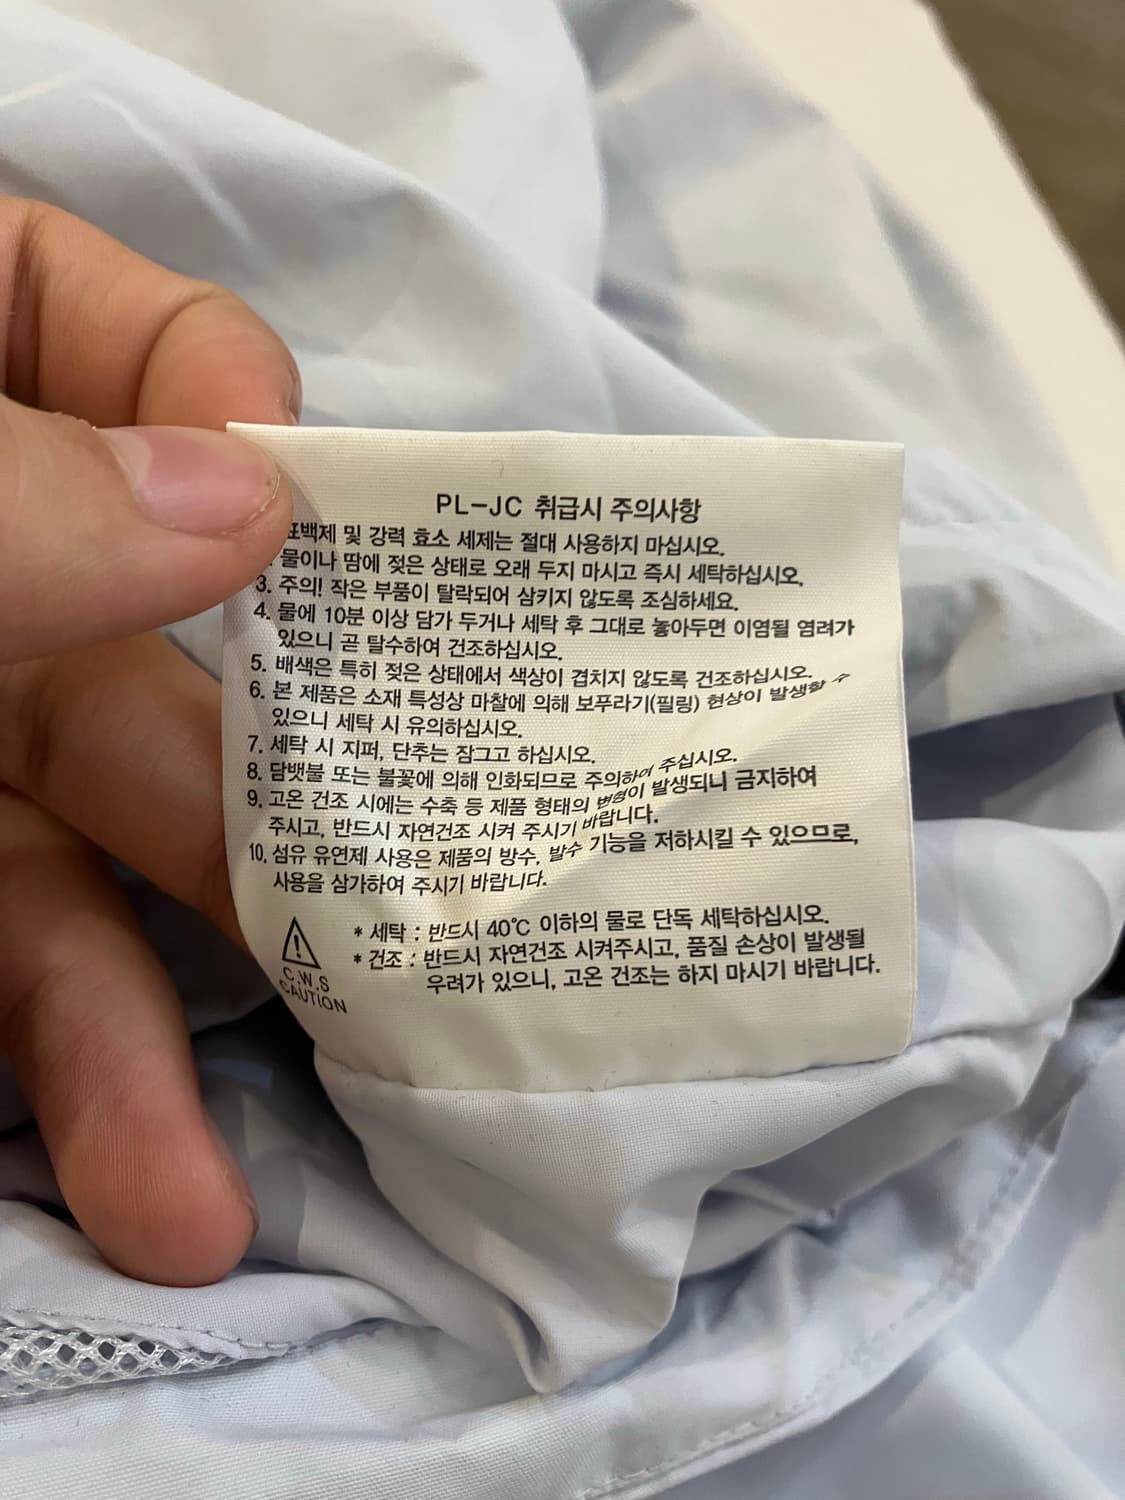 PL-JC 취급시 주의사항
표백제 및 강력 효소 세제는 절대 사용하지 마십시오.
물이나 땀에 젖은 상태로 오래 두지 마시고 즉시 세탁하십시오.
3. 주의! 작은 부품이 탈락되어 삼키지 않도록 조심하세요.
4. 물에 10분 이상 담가 두거나 세탁 후 그대로 놓아두면 이염될 염려가
있으니 곧 탈수하여 건조하십시오.
5. 배색은 특히 젖은 상태에서 색상이 겹치지 않도록 건조하십시오.
6. 본 제품은 소재 특성상 마찰에 의해 보푸라기(필링) 현상이 발생할 수
있으니 세탁 시 유의하십시오.
7. 세탁 시 지퍼, 단추는 잠그고 하십시오.
8. 담뱃불 또는 불꽃에 의해 인화되므로 주의하여 주십시오.
9. 고온 건조 시에는 수축 등 제품 형태의 변형이 발생되니 금지하여
주시고, 반드시 자연건조 시켜 주시기 바랍니다.
10. 섬유 유연제 사용은 제품의 방수, 발수 기능을 저하시킬 수 있으므로,
사용을 삼가하여 주시기 바랍니다.
* 세탁 : 반드시 40℃ 이하의 물로 단독 세탁하십시오.
* 건조 : 반드시 자연건조 시켜주시고, 품질 손상이 발생될
우려가 있으니, 고온 건조는 하지 마시기 바랍니다.
C.W.S
CAUTION